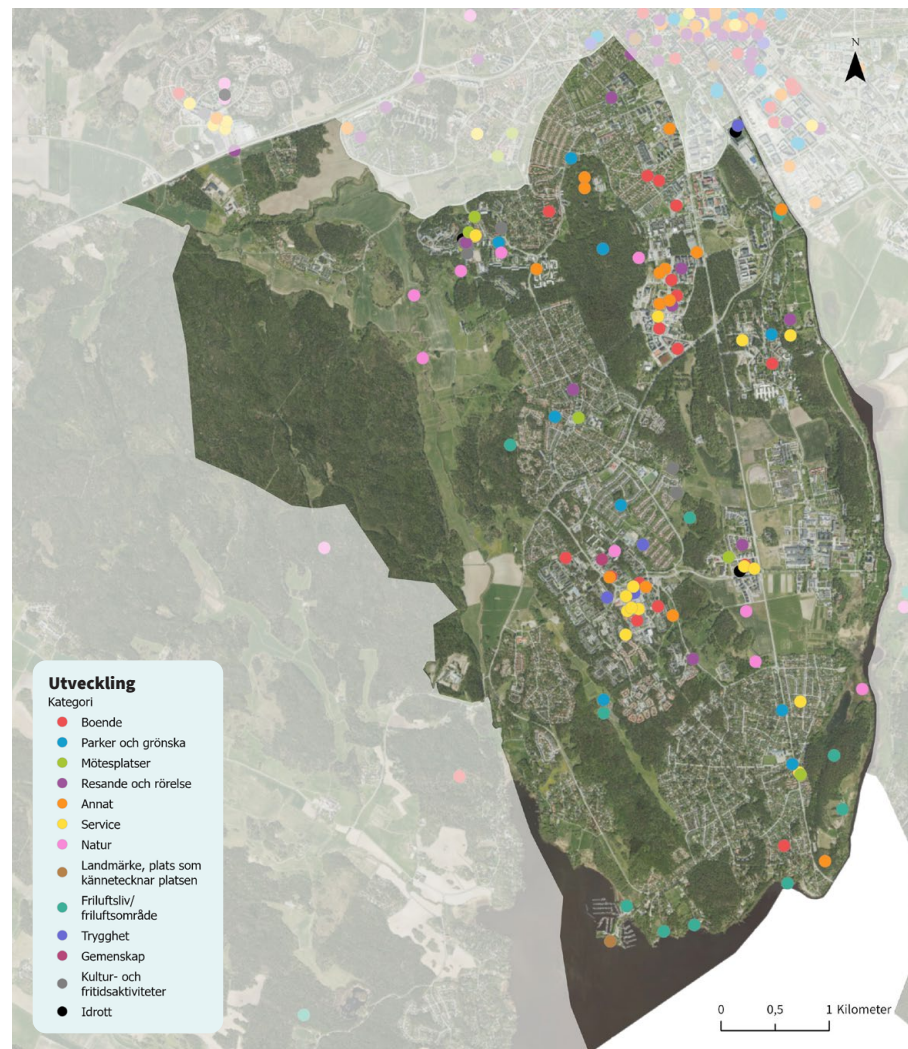 N
Utveckling
Kategori
Boende
Parker och grönska
Mötesplatser
Resande och rörelse
Annat
Service
Natur
Landmärke, plats som
kännetecknar platsen
Friluftsliv/
friluftsområde
Trygghet
Gemenskap
Kultur- och
fritidsaktiviteter
Idrott
0 0,5 1 Kilometer